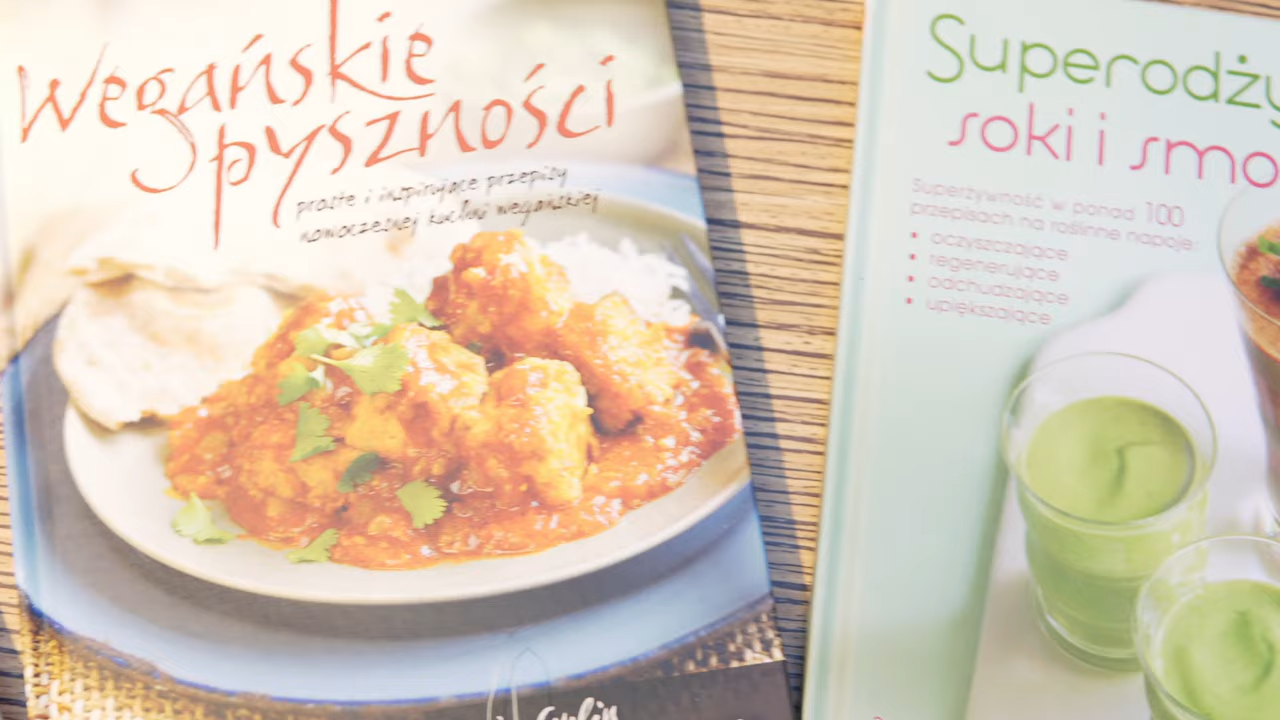 Wegańskie
pyszności
proste i inspirujące przepisy
nowoczesnej kuchni wegańskiej
Superodży
soki i smo
Superżywność w ponad 100
przepisach na roślinne napoje:
• oczyszczające
• regenerujące
• odchudzające
• upiększające